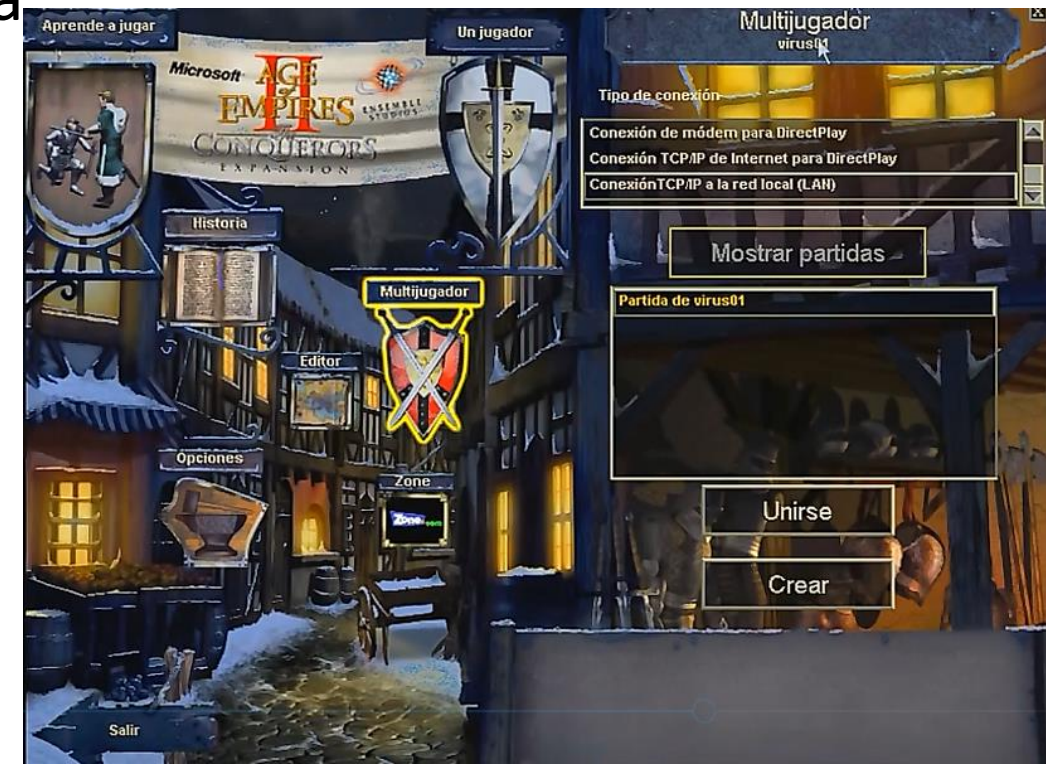 a
Aprende a jugar
Un jugador
Microsoft
AGE
II
EMPIRES
ENSEMBLE
STUDIOS
CONQUERORS
EXPANSION
Historia
Multijugador
Editor
Opciones
Zone
Zone.com
Salir
Multijugador
virus01
Tipo de conexión
Conexión de módem para DirectPlay
Conexión TCP/IP de Internet para DirectPlay
ConexiónTCP/IP a la red local (LAN)
Mostrar partidas
Partida de virus01
Unirse
Crear